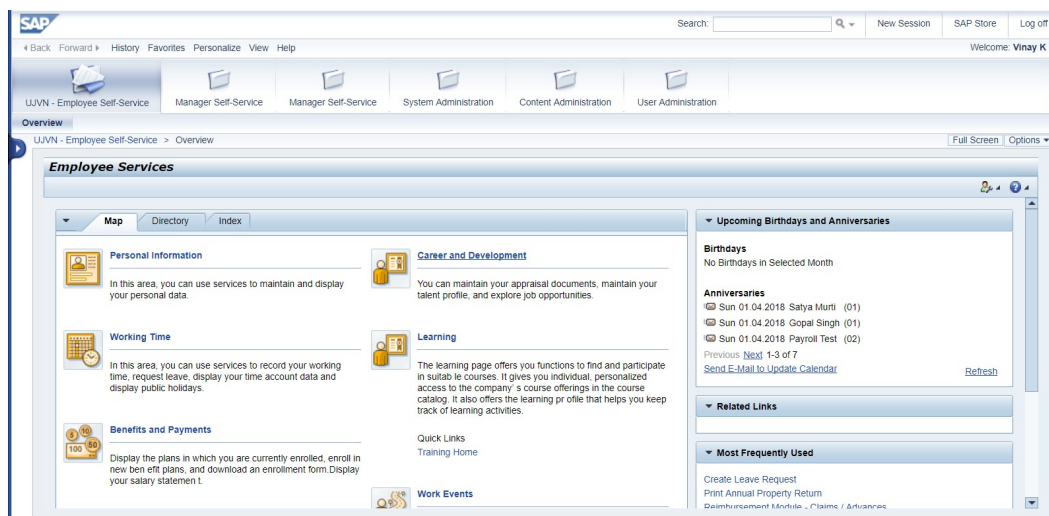 SAP
Search:
New Session
SAP Store
Log off
Back Forward History Favorites Personalize View Help
Welcome: Vinay K
UJVN - Employee Self-Service
Manager Self-Service
Manager Self-Service
System Administration
Content Administration
User Administration
Overview
UJVN - Employee Self-Service > Overview
Full Screen
Options
Employee Services
Map
Directory
Index
Personal Information
In this area, you can use services to maintain and display
your personal data.
Working Time
In this area, you can use services to record your working
time, request leave, display your time account data and
display public holidays.
Benefits and Payments
5 10
100 50
Display the plans in which you are currently enrolled, enroll in
new ben efit plans, and download an enrollment form.Display
your salary statemen t.
Career and Development
You can maintain your appraisal documents, maintain your
talent profile, and explore job opportunities.
Learning
The learning page offers you functions to find and participate
in suitab le courses. It gives you individual, personalized
access to the company' s course offerings in the course
catalog. It also offers the learning pr ofile that helps you keep
track of learning activities.
Quick Links
Training Home
Work Events
Upcoming Birthdays and Anniversaries
Birthdays
No Birthdays in Selected Month
Anniversaries
Sun 01.04.2018 Satya Murti (01)
Sun 01.04.2018 Gopal Singh (01)
Sun 01.04.2018 Payroll Test (02)
Previous Next 1-3 of 7
Send E-Mail to Update Calendar
Refresh
Related Links
Most Frequently Used
Create Leave Request
Print Annual Property Return
Reimbursement Module - Claims / Advances